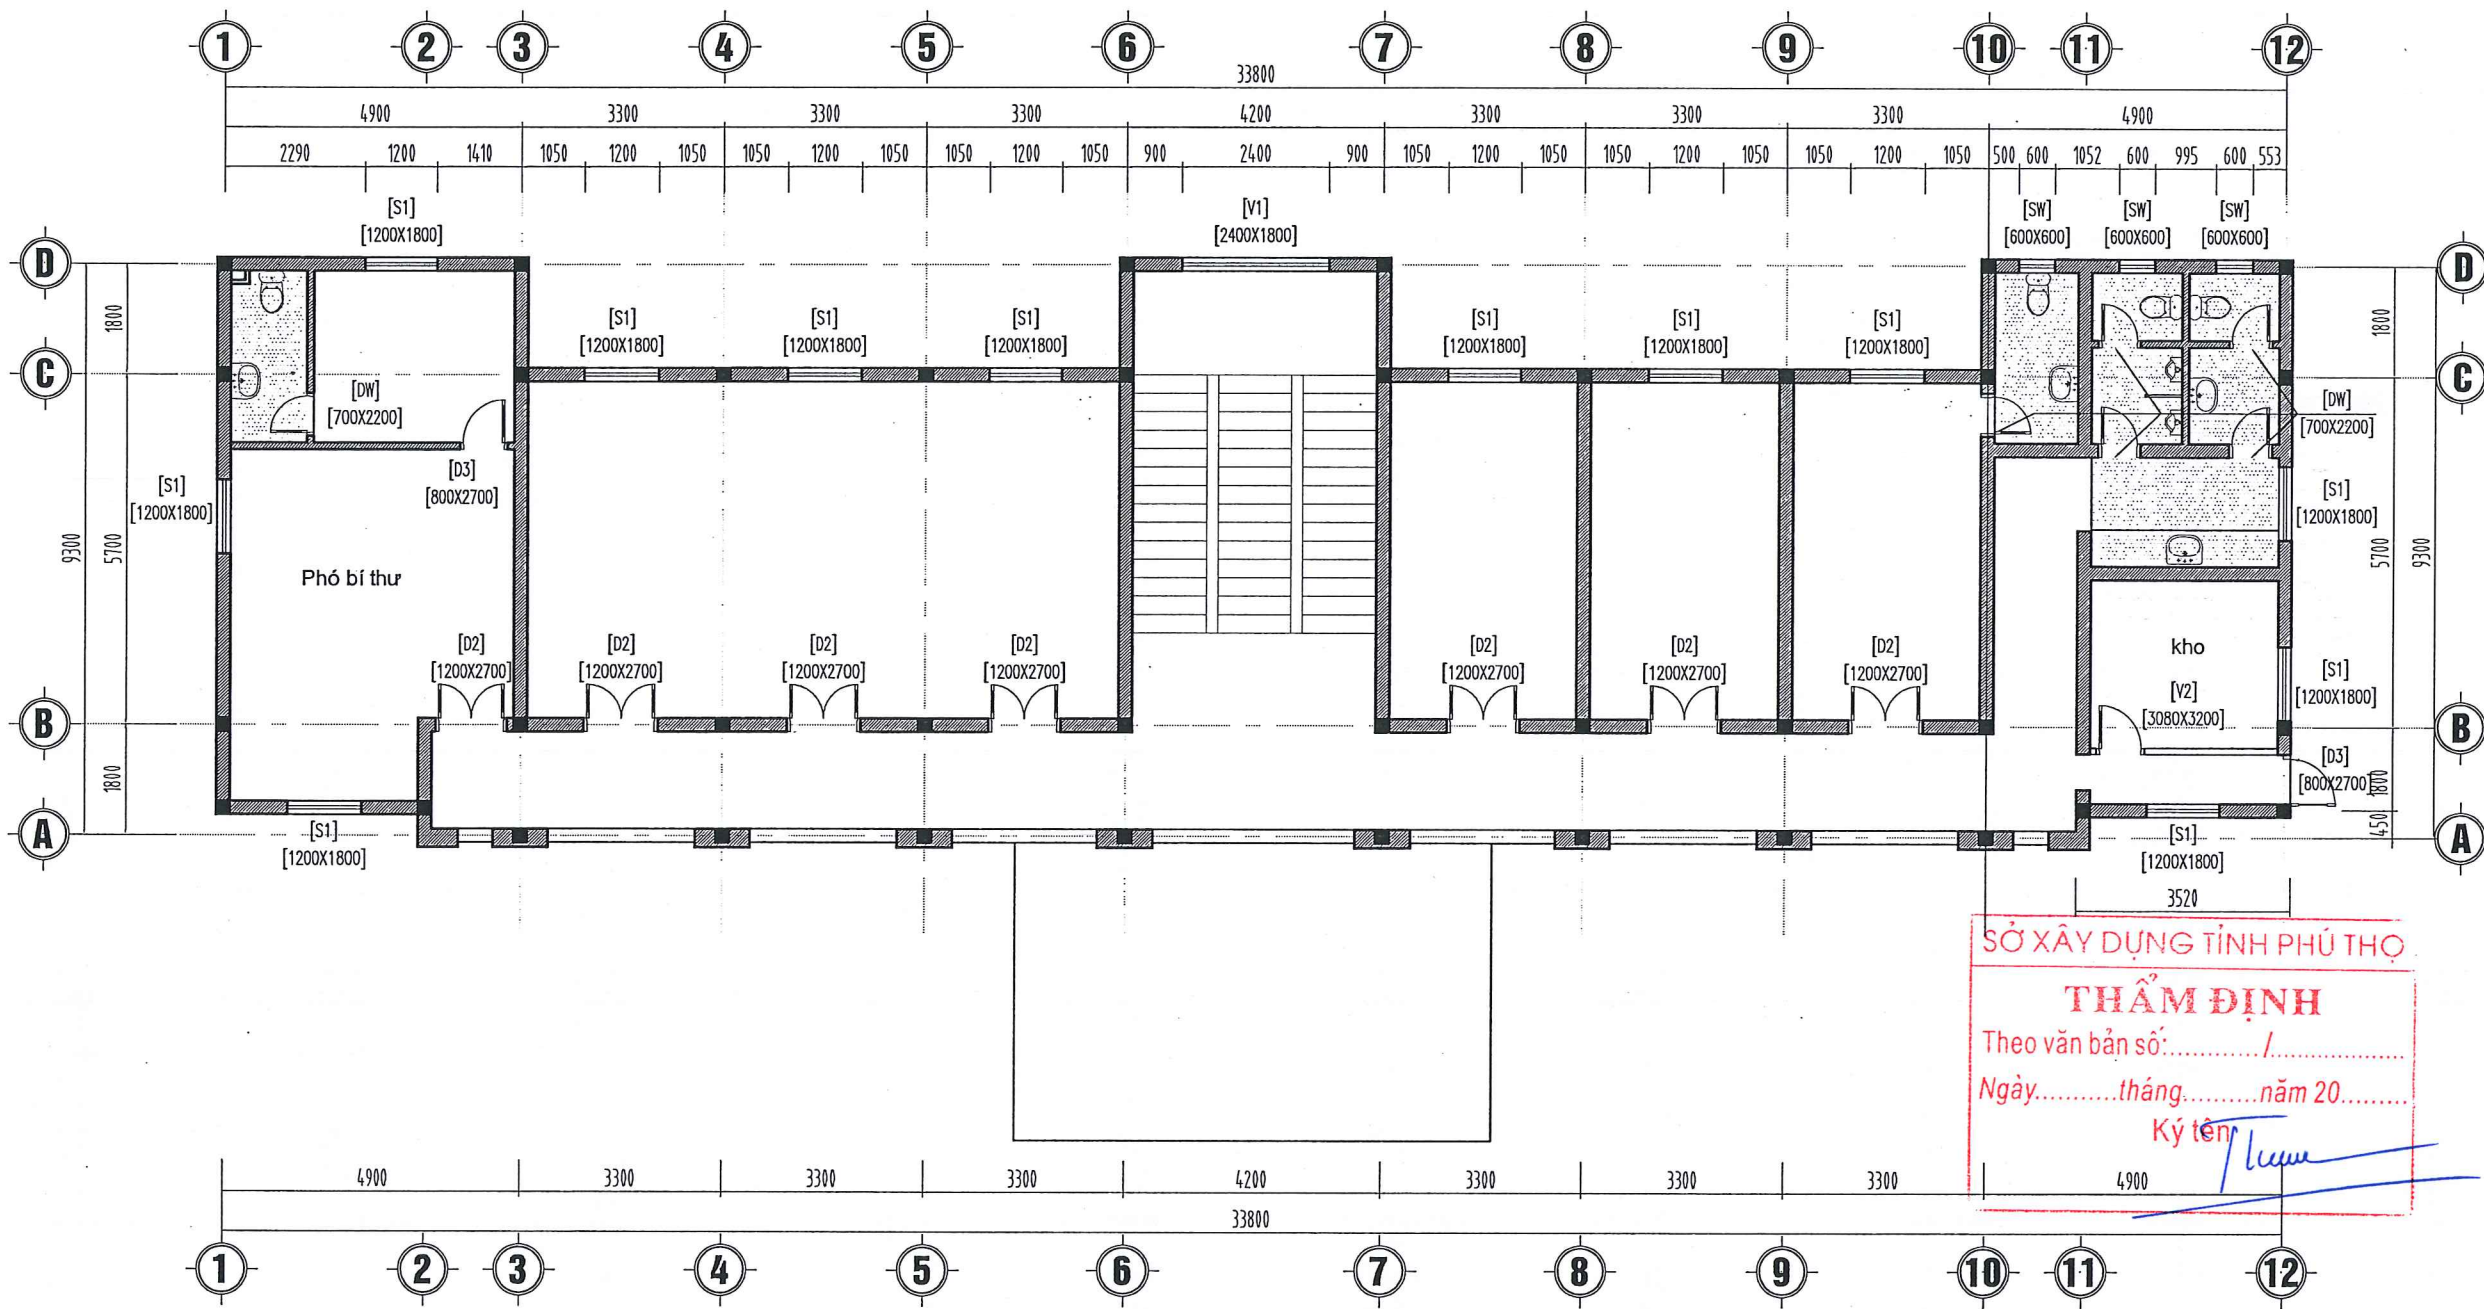 1 2 3 4 5 6 7 8 9 10 11 12
33800
4900 3300 3300 3300 4200 3300 3300 3300 4900
2290 1200 1410 1050 1200 1050 1050 1200 1050 1050 1200 1050 900 2400 900 1050 1200 1050 1050 1200 1050 1050 1200 1050 500 600 1052 600 995 600 553
[S1] [V1] [SW] [SW] [SW]
[1200X1800] [2400X1800] [600X600] [600X600] [600X600]
D D
1800 1800
[S1] [S1] [S1] [S1] [S1] [S1]
[1200X1800] [1200X1800] [1200X1800] [1200X1800] [1200X1800] [1200X1800]
C C
[DW] [DW]
[700X2200] [700X2200]
[D3]
[800X2700]
[S1] [S1]
[1200X1800] [1200X1800]
9300 5700 5700 9300
Phó bí thư
[D2] [D2] [D2] [D2] [D2] [D2] [D2]
[1200X2700] [1200X2700] [1200X2700] [1200X2700] [1200X2700] [1200X2700] [1200X2700]
kho
[S1]
[1200X1800]
[V2]
[3080X3200]
B B
1800 1800
[D3]
[800X2700]
450
A A
[S1] [S1]
[1200X1800] [1200X1800]
3520
SỞ XÂY DỰNG TỈNH PHÚ THỌ
THẨM ĐỊNH
Theo văn bản số:............/.................
Ngày...........tháng..........năm 20.........
Ký tên
4900 3300 3300 3300 4200 3300 3300 3300 4900
33800
1 2 3 4 5 6 7 8 9 10 11 12